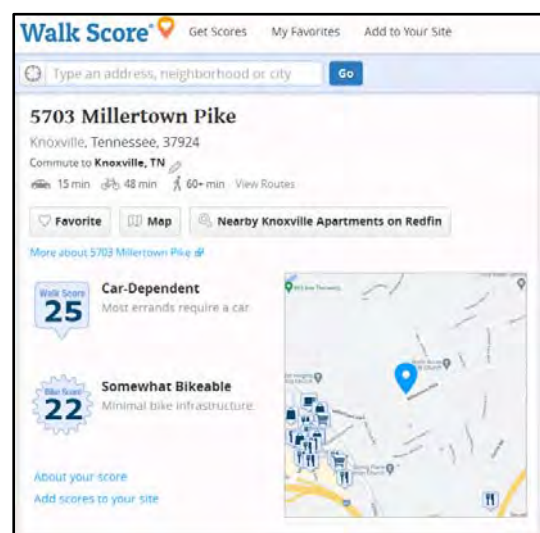 Walk Score® Get Scores My Favorites Add to Your Site
Type an address, neighborhood or city Go
5703 Millertown Pike
Knoxville, Tennessee, 37924
Commute to Knoxville, TN
15 min 48 min 60+ min View Routes
Favorite Map Nearby Knoxville Apartments on Redfin
More about 5703 Millertown Pike
Walk Score
25
Car-Dependent
Most errands require a car
Bike Score
22
Somewhat Bikeable
Minimal bike infrastructure
About your score
Add scores to your site